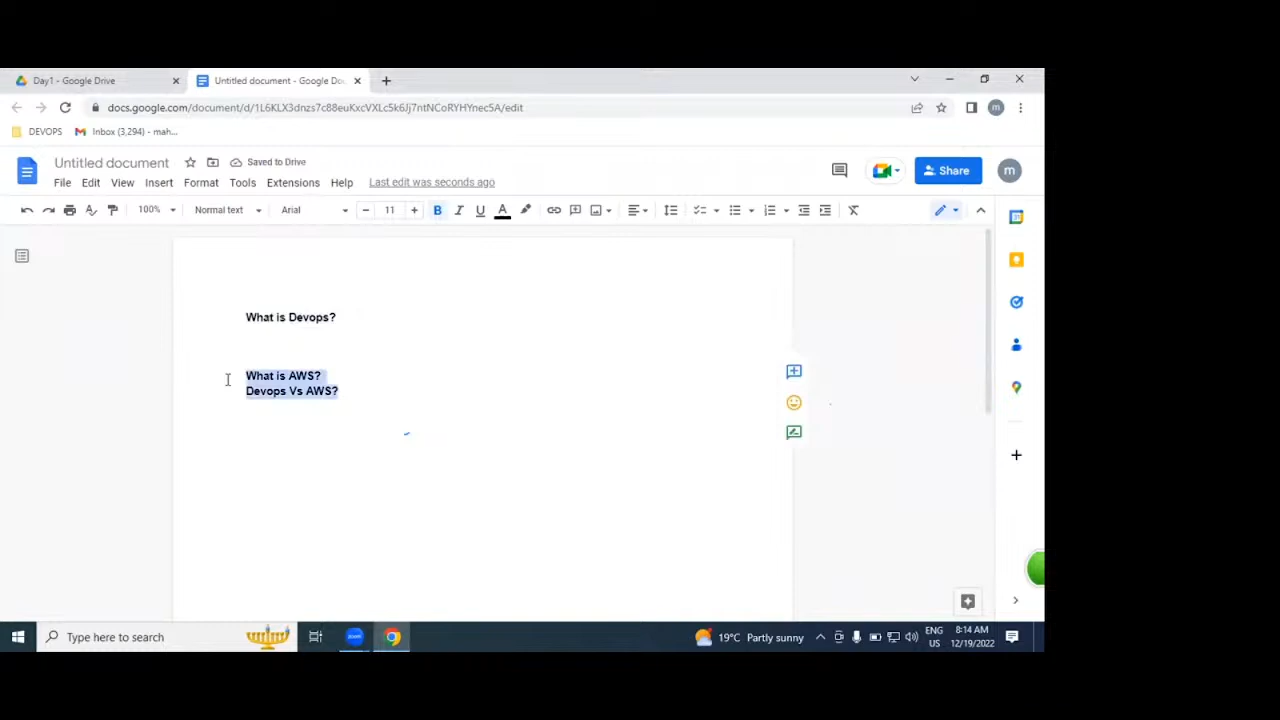 Day1 - Google Drive
Untitled document - Google Do
docs.google.com/document/d/1L6KLX3dnzs7c88euKxcVXLc5k6Jj7ntNCoRYHYnec5A/edit
DEVOPS
Inbox (3,294) - mah...
m
Untitled document
Saved to Drive
File Edit View Insert Format Tools Extensions Help
Last edit was seconds ago
Share
m
100% Normal text Arial 11 B I U A
What is Devops?
What is AWS?
Devops Vs AWS?
Type here to search
zoom
19°C Partly sunny
ENG
US
8:14 AM
12/19/2022